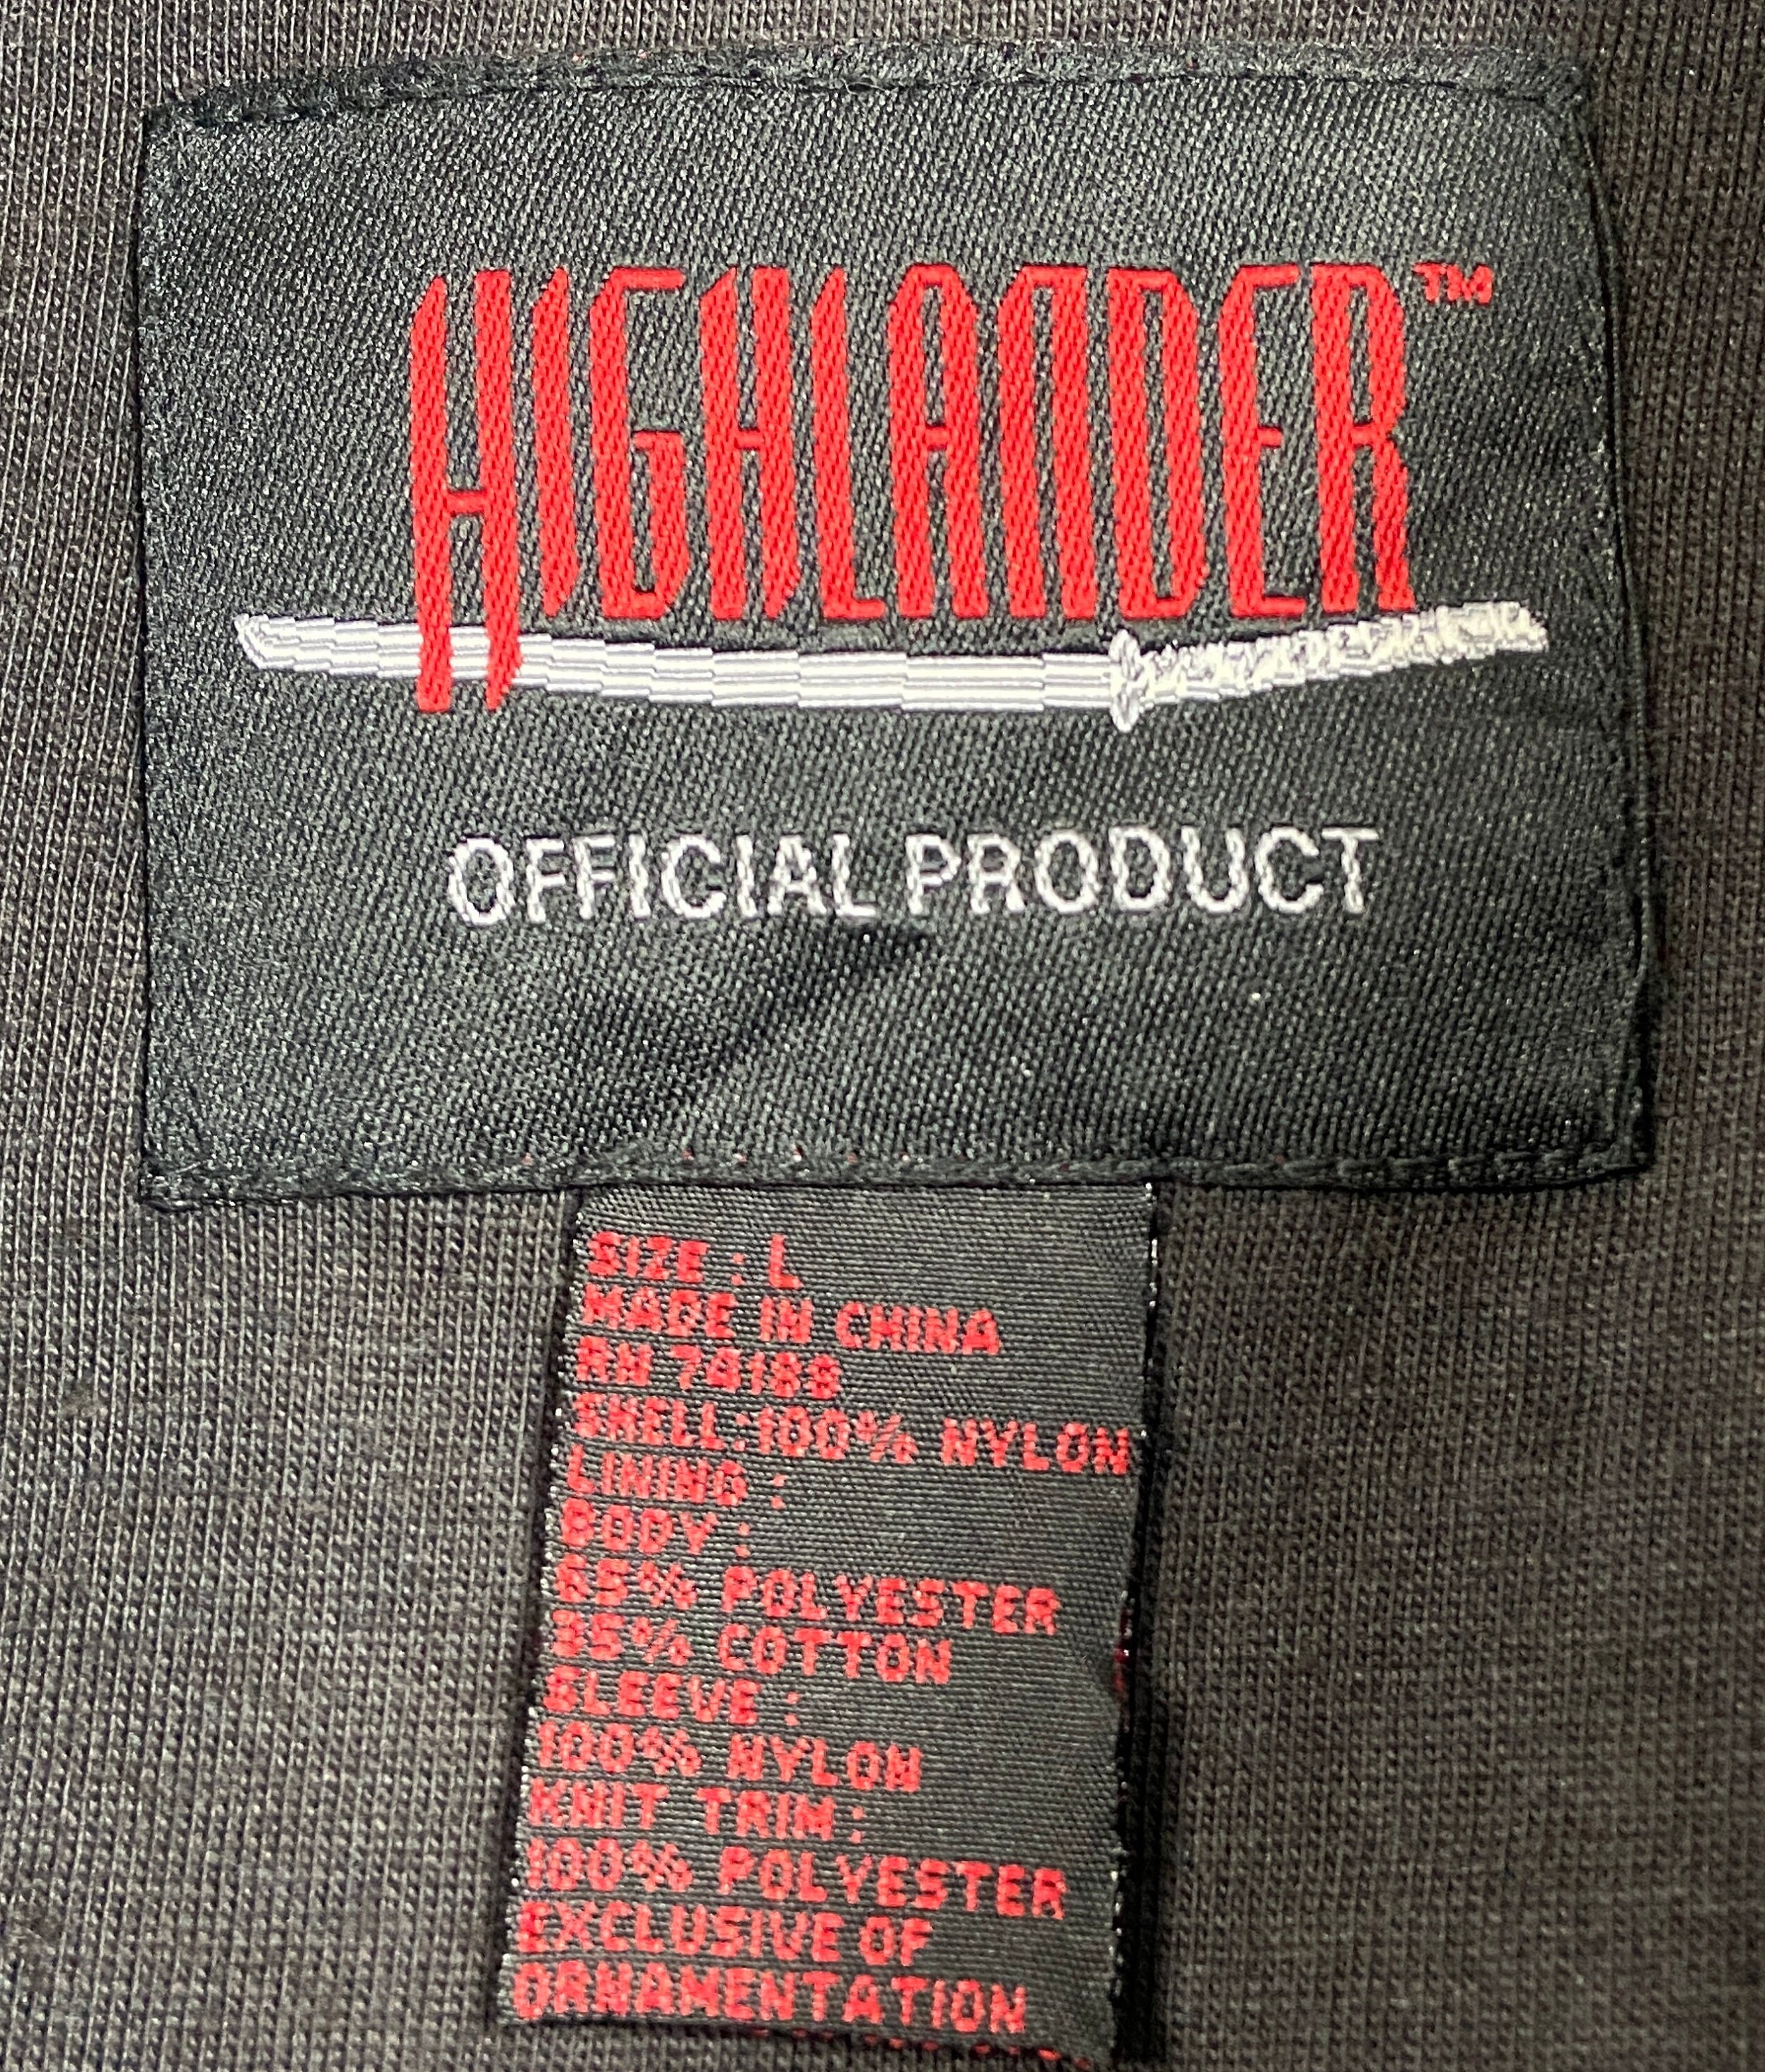 HIGHLANDER™
OFFICIAL PRODUCT
SIZE : L
MADE IN CHINA
RN 74188
SHELL:100% NYLON
LINING :
BODY :
65% POLYESTER
35% COTTON
SLEEVE :
100% NYLON
KNIT TRIM :
100% POLYESTER
EXCLUSIVE OF
ORNAMENTATION